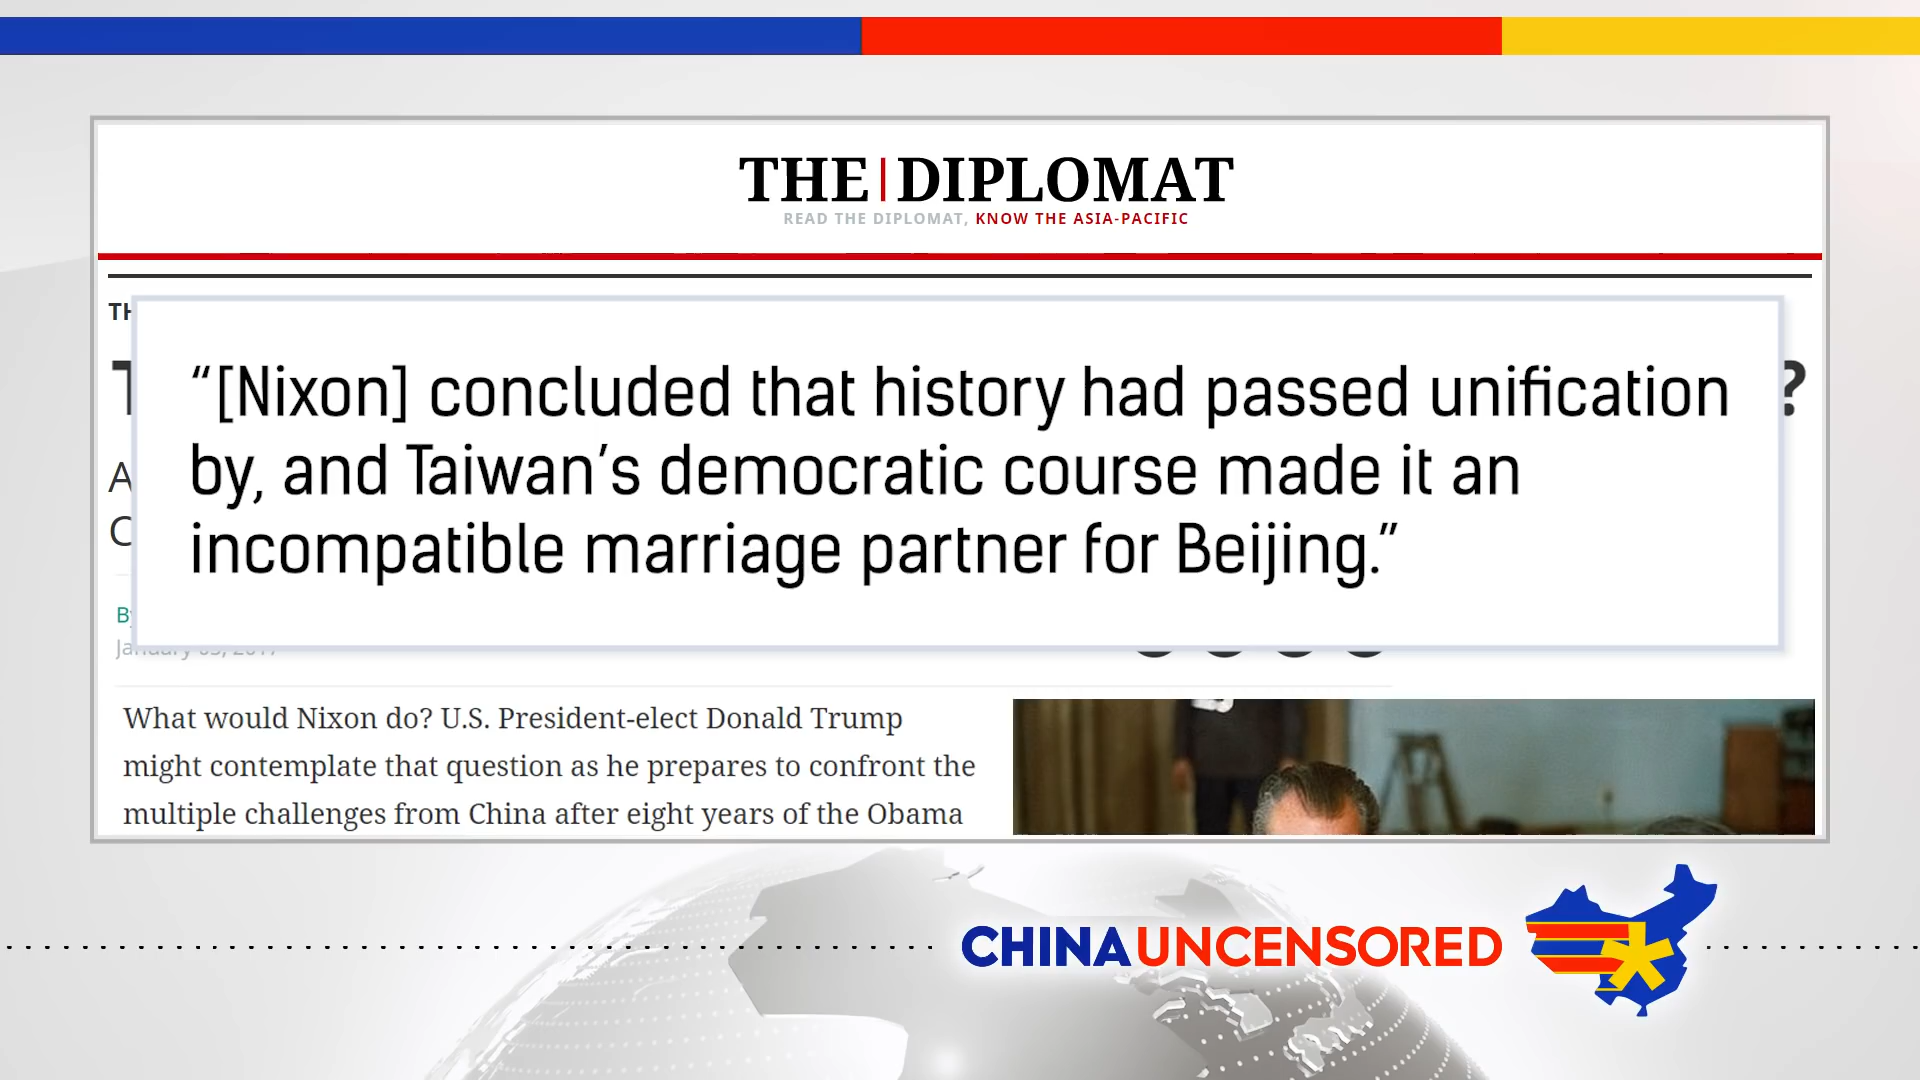 THE DIPLOMAT
READ THE DIPLOMAT, KNOW THE ASIA-PACIFIC
“[Nixon] concluded that history had passed unification
by, and Taiwan’s democratic course made it an
incompatible marriage partner for Beijing.”
?
By
What would Nixon do? U.S. President-elect Donald Trump
might contemplate that question as he prepares to confront the
multiple challenges from China after eight years of the Obama
CHINA UNCENSORED